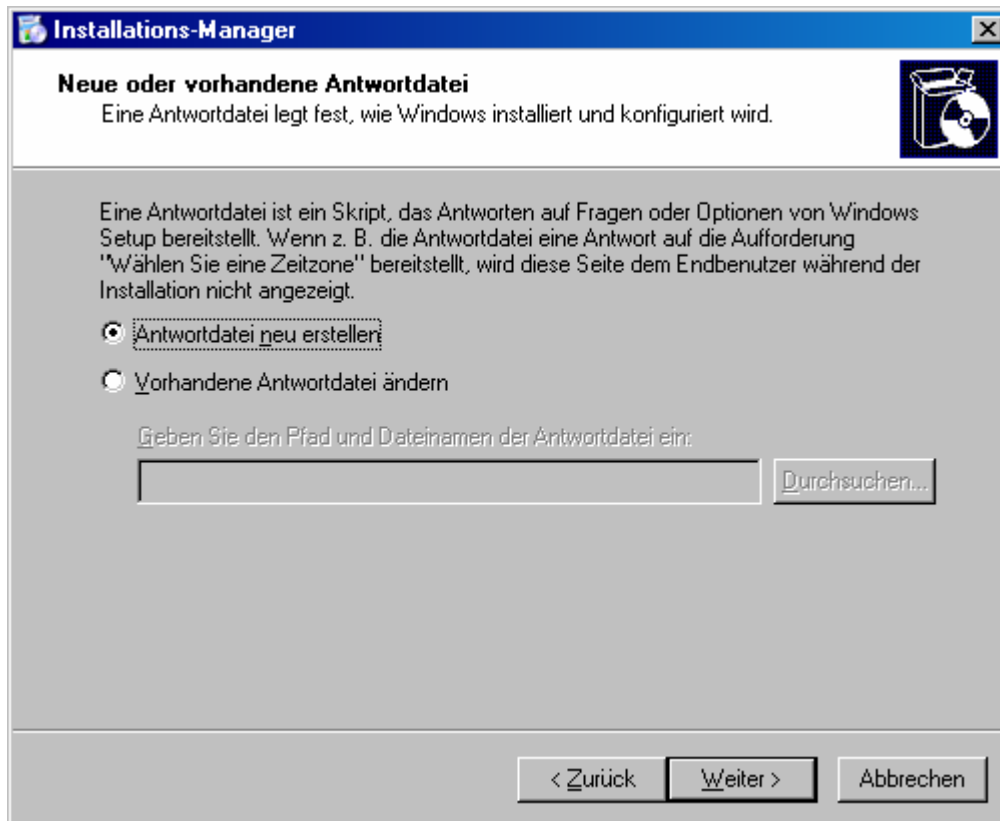 Installations-Manager
Neue oder vorhandene Antwortdatei
Eine Antwortdatei legt fest, wie Windows installiert und konfiguriert wird.
Eine Antwortdatei ist ein Skript, das Antworten auf Fragen oder Optionen von Windows
Setup bereitstellt. Wenn z. B. die Antwortdatei eine Antwort auf die Aufforderung
"Wählen Sie eine Zeitzone" bereitstellt, wird diese Seite dem Endbenutzer während der
Installation nicht angezeigt.
Antwortdatei neu erstellen
Vorhandene Antwortdatei ändern
Geben Sie den Pfad und Dateinamen der Antwortdatei ein:
Durchsuchen...
< Zurück
Weiter >
Abbrechen